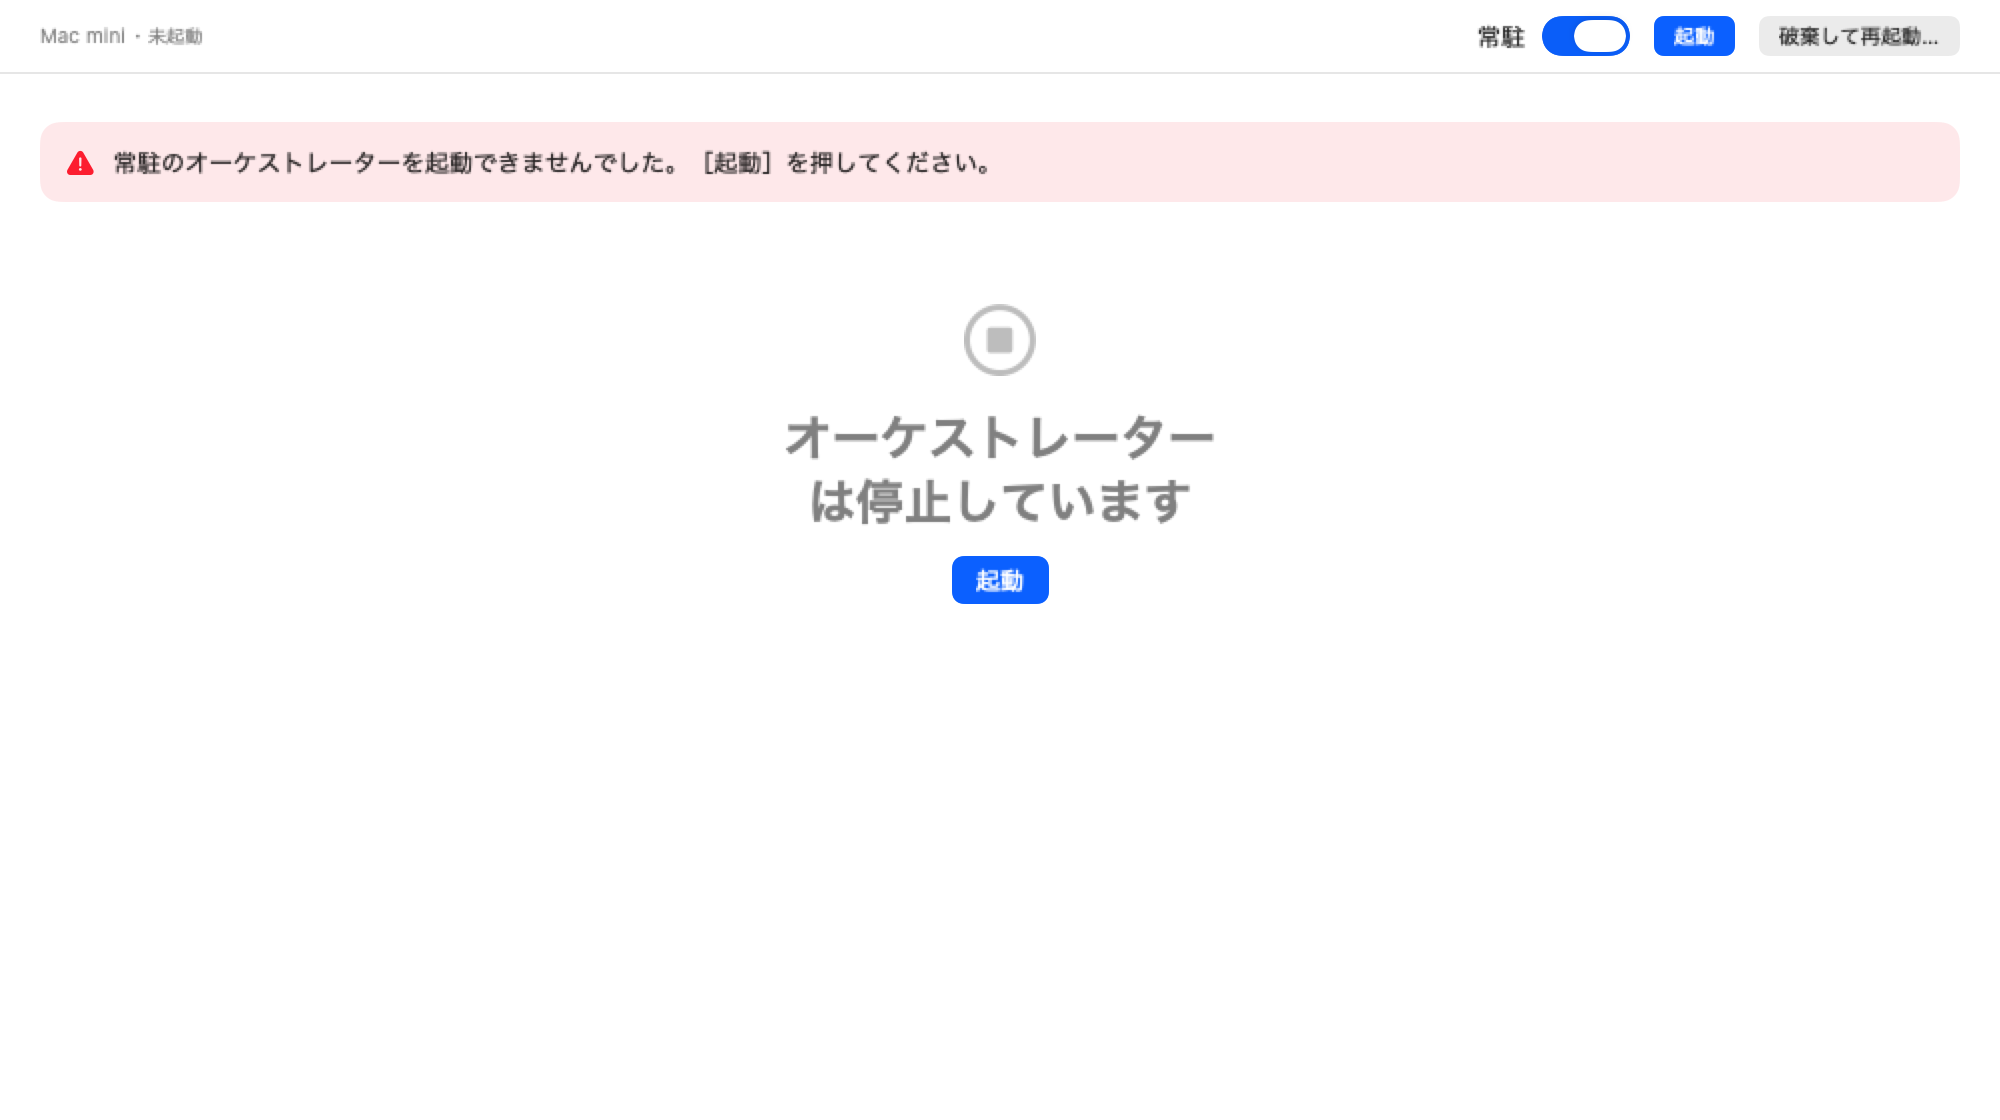 Mac mini・未起動
常駐
起動
破棄して再起動...
常駐のオーケストレーターを起動できませんでした。［起動］を押してください。
オーケストレーター
は停止しています
起動